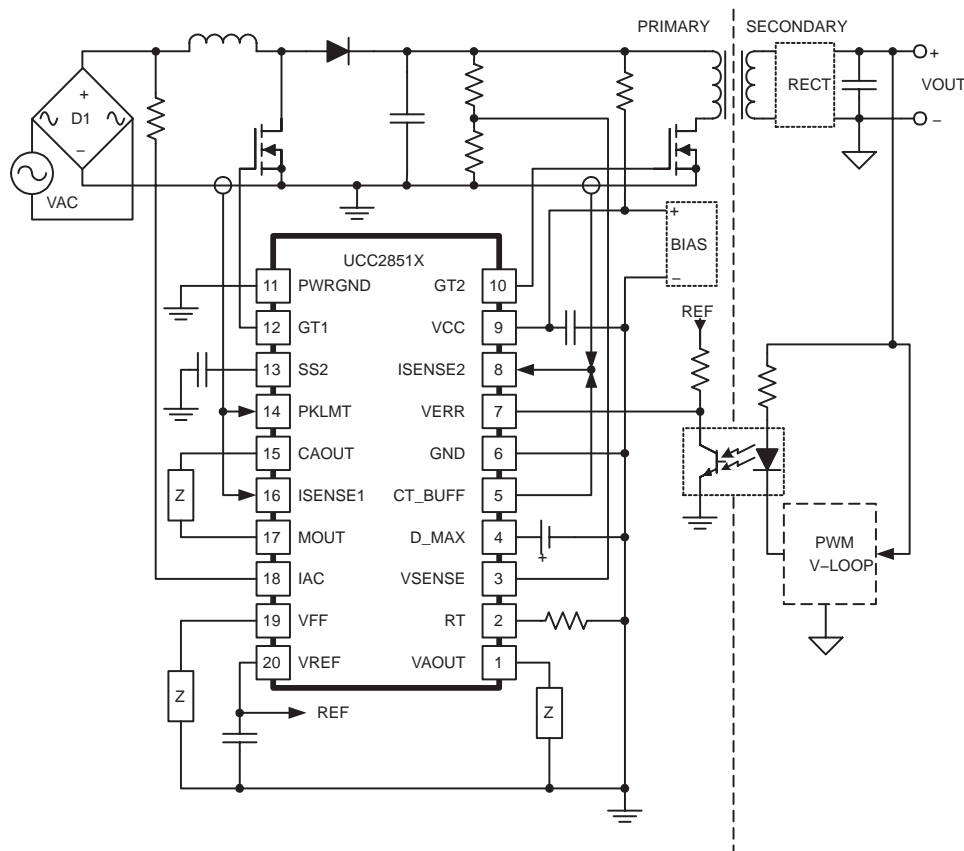 PRIMARY
SECONDARY
+
D1
−
VAC
RECT
+
VOUT
−
UCC2851X
+
BIAS
−
11 PWRGND
GT2 10
12 GT1
VCC 9
REF
13 SS2
ISENSE2 8
14 PKLMT
VERR 7
15 CAOUT
GND 6
Z
16 ISENSE1
CT_BUFF 5
17 MOUT
D_MAX 4
+
PWM
V−LOOP
18 IAC
VSENSE 3
19 VFF
RT 2
20 VREF
VAOUT 1
Z
REF
Z